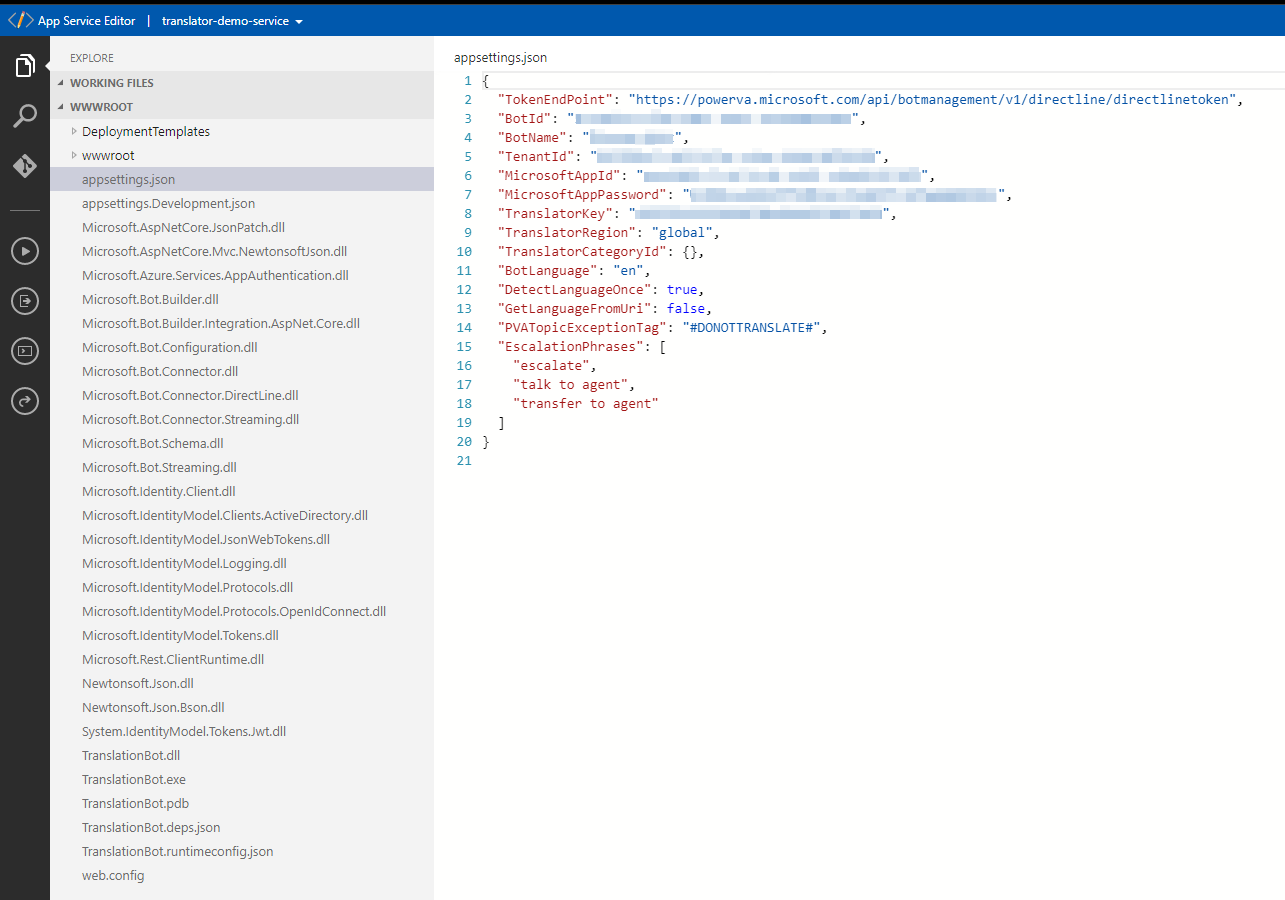 App Service Editor | translator-demo-service
EXPLORE
WORKING FILES
WWWROOT
DeploymentTemplates
wwwroot
appsettings.json
appsettings.Development.json
Microsoft.AspNetCore.JsonPatch.dll
Microsoft.AspNetCore.Mvc.NewtonsoftJson.dll
Microsoft.Azure.Services.AppAuthentication.dll
Microsoft.Bot.Builder.dll
Microsoft.Bot.Builder.Integration.AspNet.Core.dll
Microsoft.Bot.Configuration.dll
Microsoft.Bot.Connector.dll
Microsoft.Bot.Connector.DirectLine.dll
Microsoft.Bot.Connector.Streaming.dll
Microsoft.Bot.Schema.dll
Microsoft.Bot.Streaming.dll
Microsoft.Identity.Client.dll
Microsoft.IdentityModel.Clients.ActiveDirectory.dll
Microsoft.IdentityModel.JsonWebTokens.dll
Microsoft.IdentityModel.Logging.dll
Microsoft.IdentityModel.Protocols.dll
Microsoft.IdentityModel.Protocols.OpenIdConnect.dll
Microsoft.IdentityModel.Tokens.dll
Microsoft.Rest.ClientRuntime.dll
Newtonsoft.Json.dll
Newtonsoft.Json.Bson.dll
System.IdentityModel.Tokens.Jwt.dll
TranslationBot.dll
TranslationBot.exe
TranslationBot.pdb
TranslationBot.deps.json
TranslationBot.runtimeconfig.json
web.config
appsettings.json
1 {
2 "TokenEndPoint": "https://powerva.microsoft.com/api/botmanagement/v1/directline/directlinetoken",
3 "BotId": "",
4 "BotName": "",
5 "TenantId": "",
6 "MicrosoftAppId": "",
7 "MicrosoftAppPassword": "",
8 "TranslatorKey": "",
9 "TranslatorRegion": "global",
10 "TranslatorCategoryId": {},
11 "BotLanguage": "en",
12 "DetectLanguageOnce": true,
13 "GetLanguageFromUri": false,
14 "PVATopicExceptionTag": "#DONOTTRANSLATE#",
15 "EscalationPhrases": [
16 "escalate",
17 "talk to agent",
18 "transfer to agent"
19 ]
20 }
21